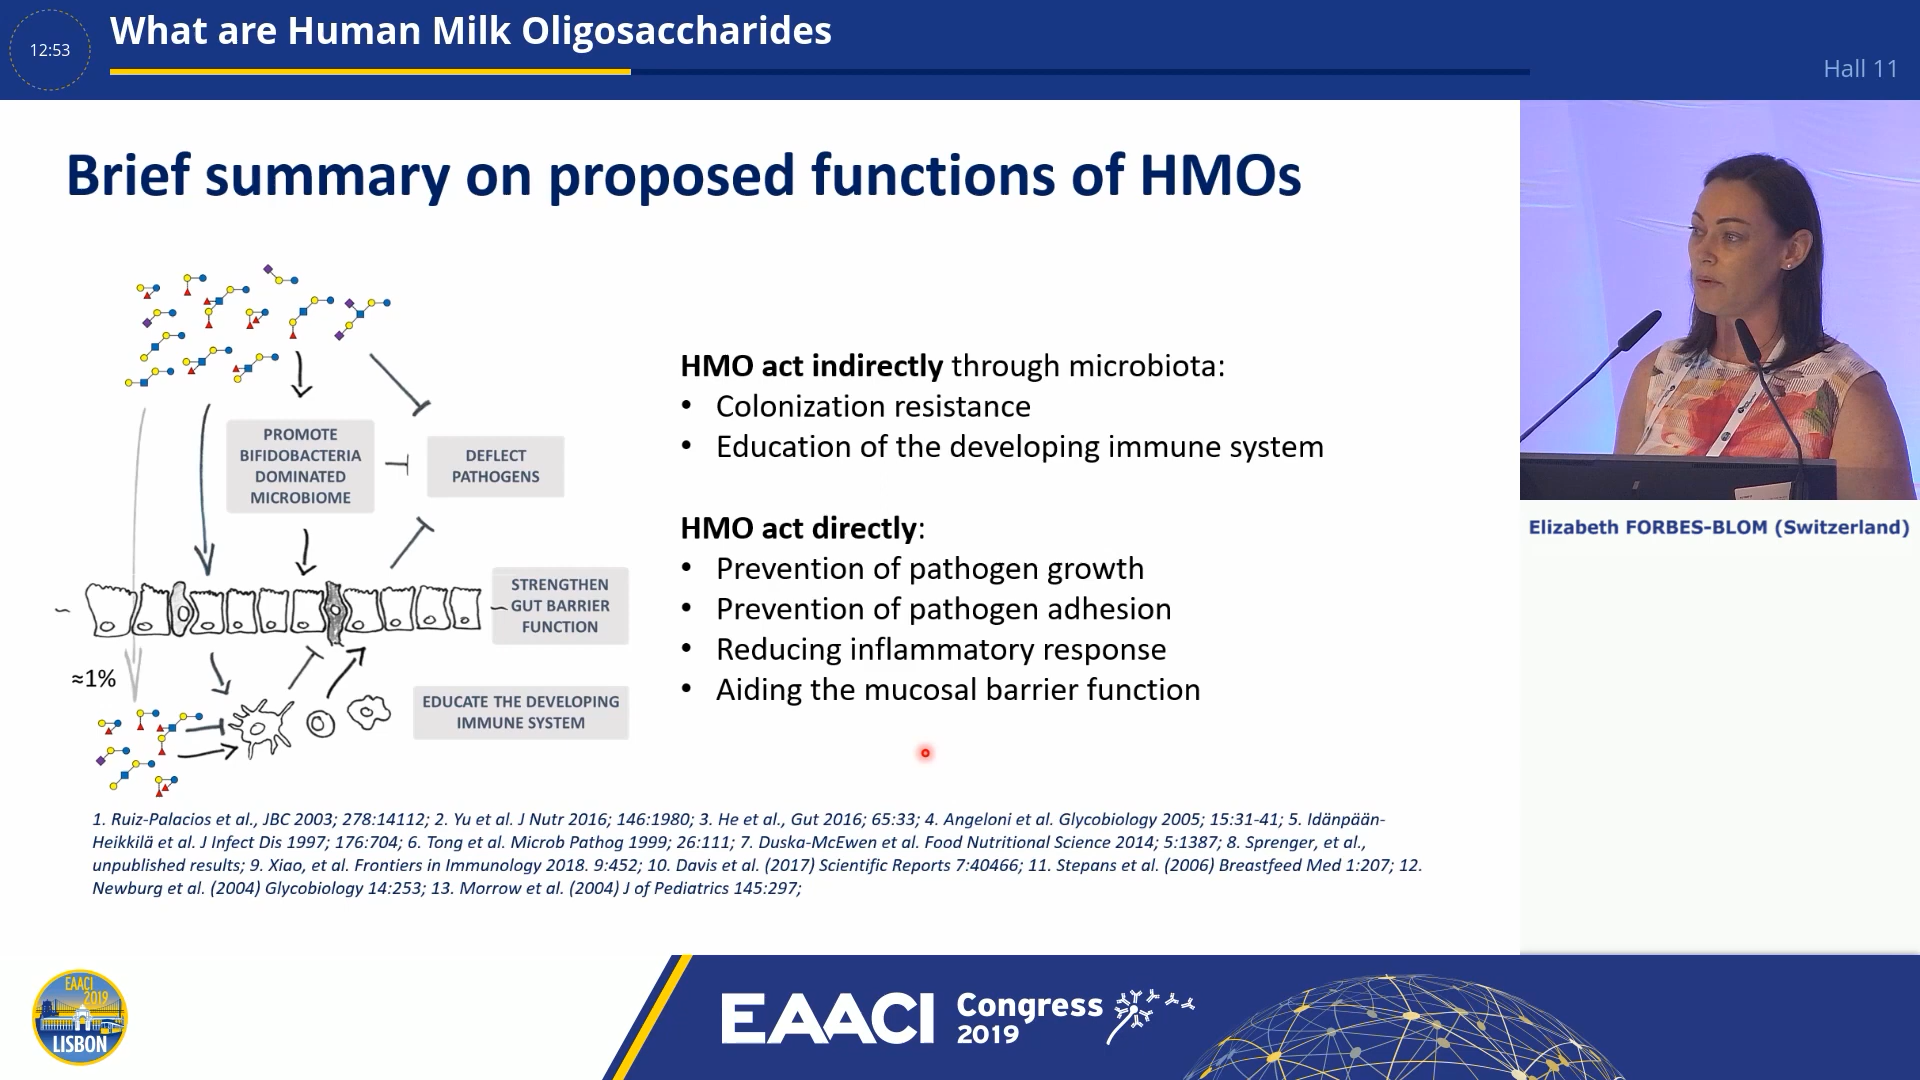 12:53
What are Human Milk Oligosaccharides
Hall 11
Brief summary on proposed functions of HMOs
PROMOTE
BIFIDOBACTERIA
DOMINATED
MICROBIOME
DEFLECT
PATHOGENS
STRENGTHEN
GUT BARRIER
FUNCTION
≈1%
EDUCATE THE DEVELOPING
IMMUNE SYSTEM
HMO act indirectly through microbiota:
• Colonization resistance
• Education of the developing immune system
HMO act directly:
• Prevention of pathogen growth
• Prevention of pathogen adhesion
• Reducing inflammatory response
• Aiding the mucosal barrier function
1. Ruiz-Palacios et al., JBC 2003; 278:14112; 2. Yu et al. J Nutr 2016; 146:1980; 3. He et al., Gut 2016; 65:33; 4. Angeloni et al. Glycobiology 2005; 15:31-41; 5. Idänpään-
Heikkilä et al. J Infect Dis 1997; 176:704; 6. Tong et al. Microb Pathog 1999; 26:111; 7. Duska-McEwen et al. Food Nutritional Science 2014; 5:1387; 8. Sprenger, et al.,
unpublished results; 9. Xiao, et al. Frontiers in Immunology 2018. 9:452; 10. Davis et al. (2017) Scientific Reports 7:40466; 11. Stepans et al. (2006) Breastfeed Med 1:207; 12.
Newburg et al. (2004) Glycobiology 14:253; 13. Morrow et al. (2004) J of Pediatrics 145:297;
Elizabeth FORBES-BLOM (Switzerland)
EAACI
2019
LISBON
EAACI Congress
2019